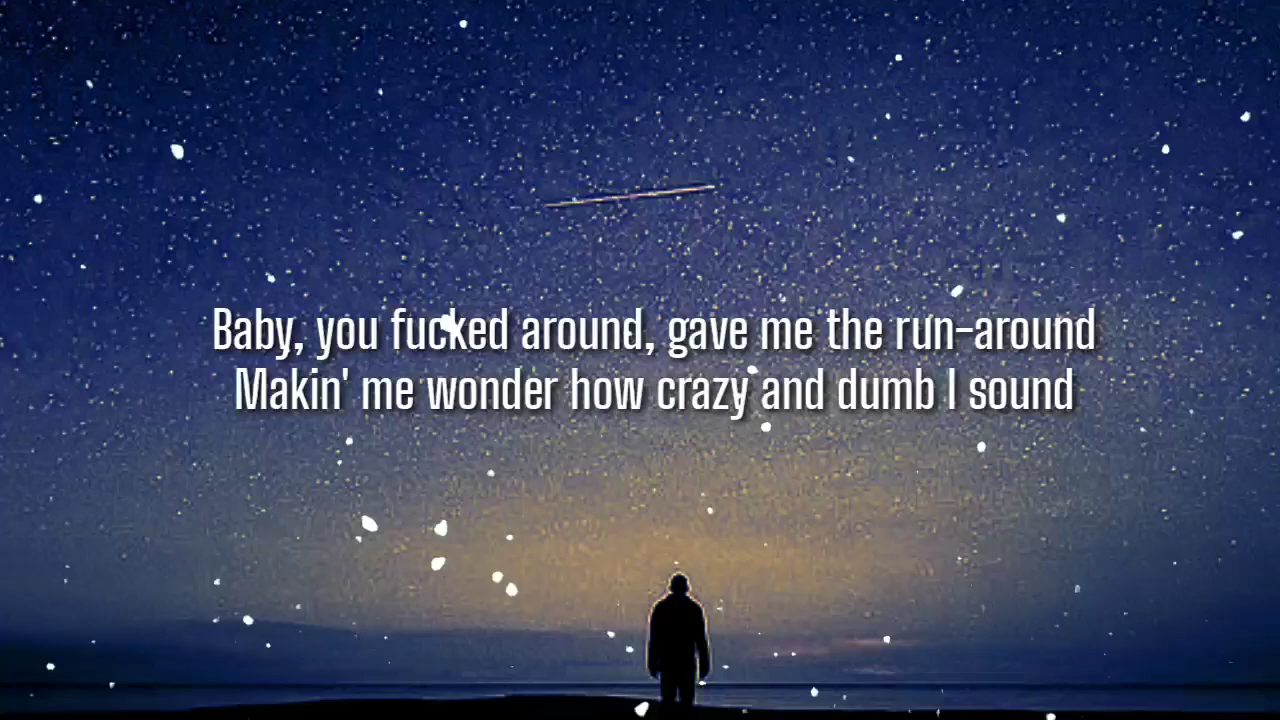 Baby, you fucked around, gave me the run-around
Makin' me wonder how crazy and dumb I sound